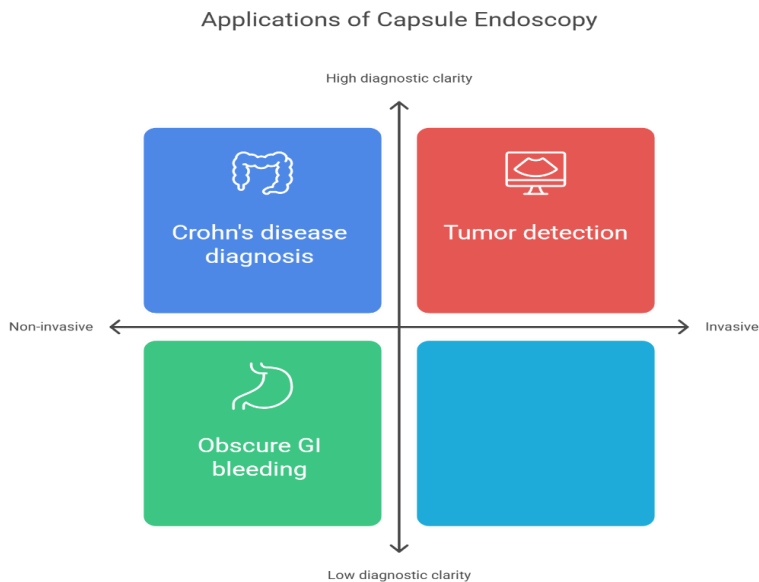 Applications of Capsule Endoscopy
High diagnostic clarity
Crohn's disease
diagnosis
Tumor detection
Non-invasive
Invasive
Obscure GI
bleeding
Low diagnostic clarity